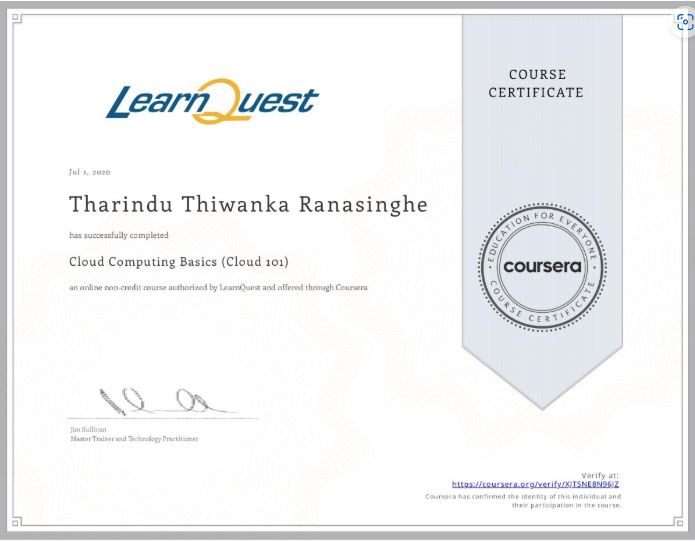 COURSE
CERTIFICATE
LearnQuest
Jul 1, 2020
Tharindu Thiwanka Ranasinghe
has successfully completed
Cloud Computing Basics (Cloud 101)
an online non-credit course authorized by LearnQuest and offered through Coursera
EDUCATION FOR EVERYONE
coursera
COURSE CERTIFICATE
Jim Sullivan
Master Trainer and Technology Practitioner
Verify at:
https://coursera.org/verify/XJTSNE8N96JZ
Coursera has confirmed the identity of this individual and
their participation in the course.